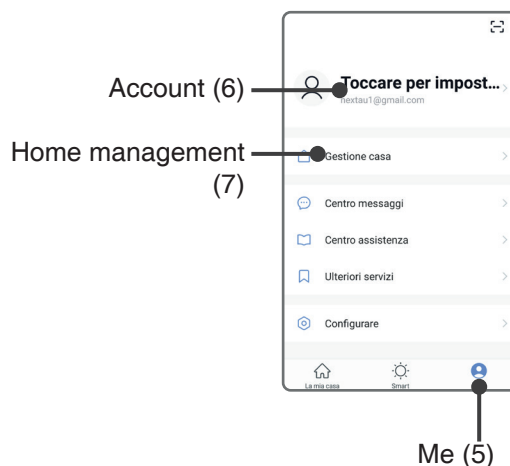 Account (6)
Toccare per impost...
nextau1@gmail.com
Home management
(7)
Gestione casa
Centro messaggi
Centro assistenza
Ulteriori servizi
Configurare
La mia casa
Smart
Me (5)